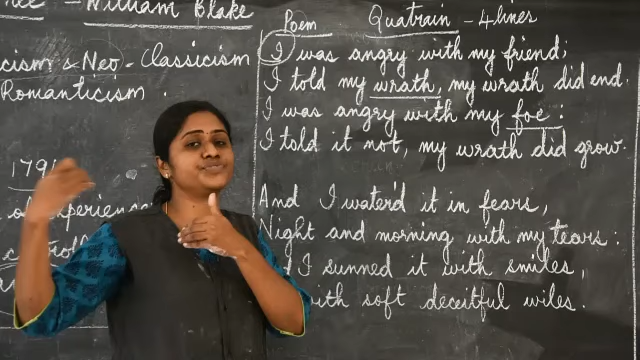 William Blake
Neo-Classicism
Romanticism.
179
of experience
Poem Quatrain - 4 lines
I was angry with my friend;
I told my wrath, my wrath did end.
I was angry with my foe:
I told it not, my wrath did grow.
And I water'd it in fears,
Night and morning with my tears:
I sunned it with smiles,
with soft deceitful wiles.